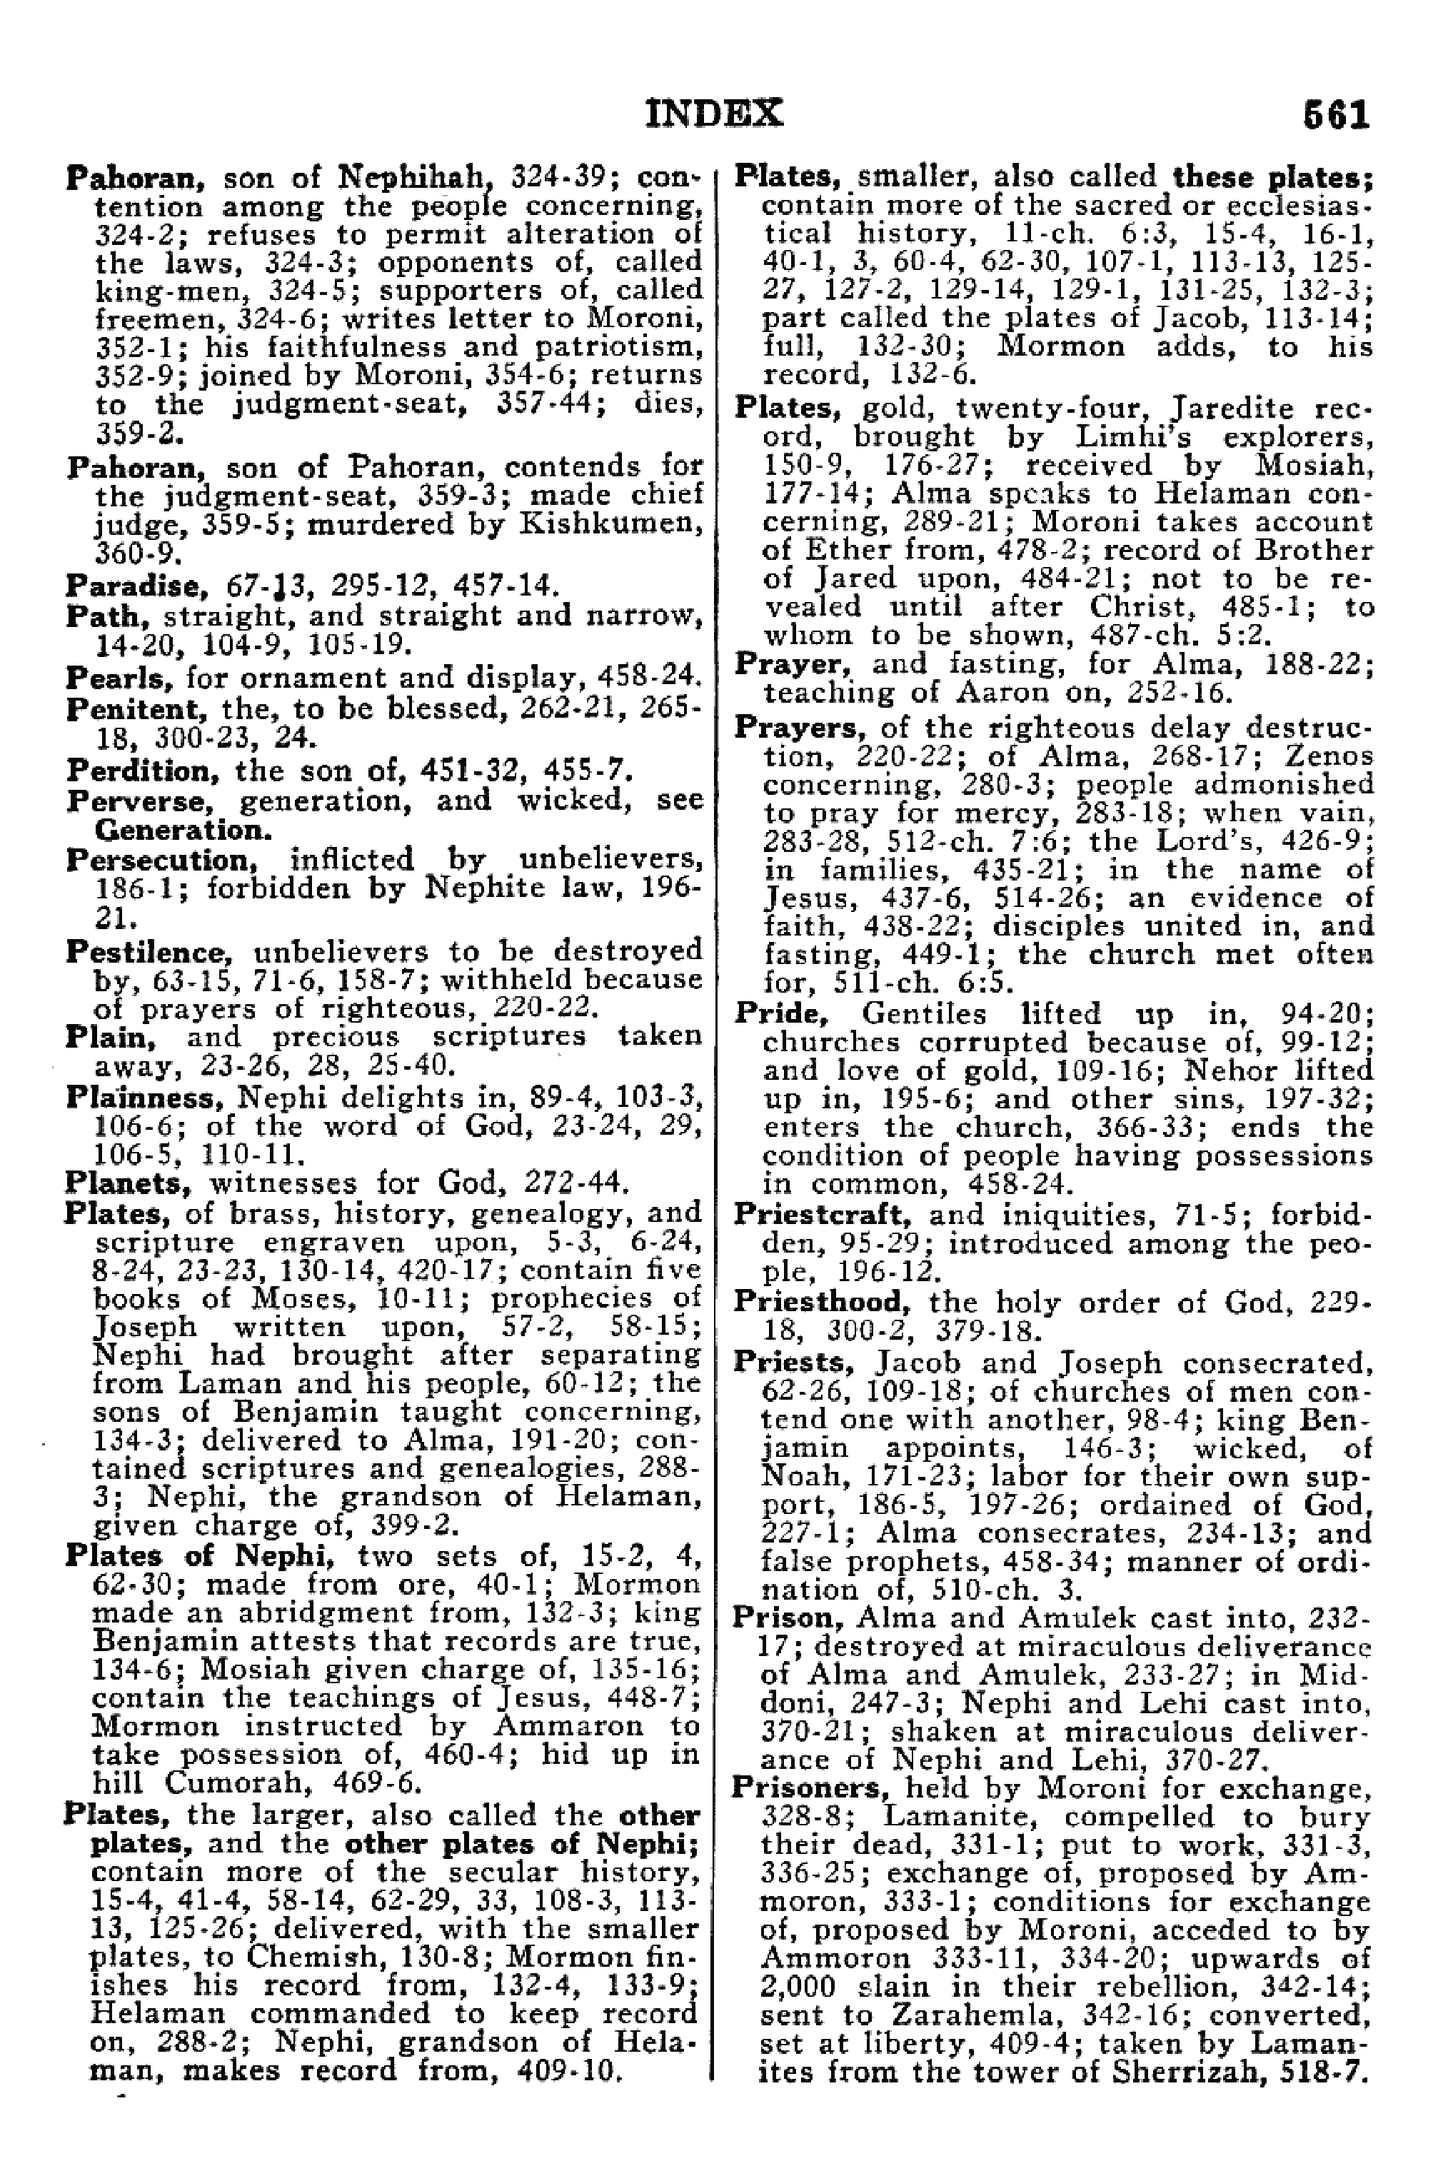 INDEX 561
Pahoran, son of Nephihah, 324-39; con-
tention among the people concerning,
324-2; refuses to permit alteration of
the laws, 324-3; opponents of, called
king-men, 324-5; supporters of, called
freemen, 324-6; writes letter to Moroni,
352-1; his faithfulness and patriotism,
352-9; joined by Moroni, 354-6; returns
to the judgment-seat, 357-44; dies,
359-2.
Pahoran, son of Pahoran, contends for
the judgment-seat, 359-3; made chief
judge, 359-5; murdered by Kishkumen,
360-9.
Paradise, 67-13, 295-12, 457-14.
Path, straight, and straight and narrow,
14-20, 104-9, 105-19.
Pearls, for ornament and display, 458-24.
Penitent, the, to be blessed, 262-21, 265-
18, 300-23, 24.
Perdition, the son of, 451-32, 455-7.
Perverse, generation, and wicked, see
Generation.
Persecution, inflicted by unbelievers,
186-1; forbidden by Nephite law, 196-
21.
Pestilence, unbelievers to be destroyed
by, 63-15, 71-6, 158-7; withheld because
of prayers of righteous, 220-22.
Plain, and precious scriptures taken
away, 23-26, 28, 25-40.
Plainness, Nephi delights in, 89-4, 103-3,
106-6; of the word of God, 23-24, 29,
106-5, 110-11.
Planets, witnesses for God, 272-44.
Plates, of brass, history, genealogy, and
scripture engraven upon, 5-3, 6-24,
8-24, 23-23, 130-14, 420-17; contain five
books of Moses, 10-11; prophecies of
Joseph written upon, 57-2, 58-15;
Nephi had brought after separating
from Laman and his people, 60-12; the
sons of Benjamin taught concerning,
134-3; delivered to Alma, 191-20; con-
tained scriptures and genealogies, 288-
3; Nephi, the grandson of Helaman,
given charge of, 399-2.
Plates of Nephi, two sets of, 15-2, 4,
62-30; made from ore, 40-1; Mormon
made an abridgment from, 132-3; king
Benjamin attests that records are true,
134-6; Mosiah given charge of, 135-16;
contain the teachings of Jesus, 448-7;
Mormon instructed by Ammaron to
take possession of, 460-4; hid up in
hill Cumorah, 469-6.
Plates, the larger, also called the other
plates, and the other plates of Nephi;
contain more of the secular history,
15-4, 41-4, 58-14, 62-29, 33, 108-3, 113-
13, 125-26; delivered, with the smaller
plates, to Chemish, 130-8; Mormon fin-
ishes his record from, 132-4, 133-9;
Helaman commanded to keep record
on, 288-2; Nephi, grandson of Hela-
man, makes record from, 409-10.
Plates, smaller, also called these plates;
contain more of the sacred or ecclesias-
tical history, 11-ch. 6:3, 15-4, 16-1,
40-1, 3, 60-4, 62-30, 107-1, 113-13, 125-
27, 127-2, 129-14, 129-1, 131-25, 132-3;
part called the plates of Jacob, 113-14;
full, 132-30; Mormon adds, to his
record, 132-6.
Plates, gold, twenty-four, Jaredite rec-
ord, brought by Limhi's explorers,
150-9, 176-27; received by Mosiah,
177-14; Alma speaks to Helaman con-
cerning, 289-21; Moroni takes account
of Ether from, 478-2; record of Brother
of Jared upon, 484-21; not to be re-
vealed until after Christ, 485-1; to
whom to be shown, 487-ch. 5:2.
Prayer, and fasting, for Alma, 188-22;
teaching of Aaron on, 252-16.
Prayers, of the righteous delay destruc-
tion, 220-22; of Alma, 268-17; Zenos
concerning, 280-3; people admonished
to pray for mercy, 283-18; when vain,
283-28, 512-ch. 7:6; the Lord's, 426-9;
in families, 435-21; in the name of
Jesus, 437-6, 514-26; an evidence of
faith, 438-22; disciples united in, and
fasting, 449-1; the church met often
for, 511-ch. 6:5.
Pride, Gentiles lifted up in, 94-20;
churches corrupted because of, 99-12;
and love of gold, 109-16; Nehor lifted
up in, 195-6; and other sins, 197-32;
enters the church, 366-33; ends the
condition of people having possessions
in common, 458-24.
Priestcraft, and iniquities, 71-5; forbid-
den, 95-29; introduced among the peo-
ple, 196-12.
Priesthood, the holy order of God, 229-
18, 300-2, 379-18.
Priests, Jacob and Joseph consecrated,
62-26, 109-18; of churches of men con-
tend one with another, 98-4; king Ben-
jamin appoints, 146-3; wicked, of
Noah, 171-23; labor for their own sup-
port, 186-5, 197-26; ordained of God,
227-1; Alma consecrates, 234-13; and
false prophets, 458-34; manner of ordi-
nation of, 510-ch. 3.
Prison, Alma and Amulek cast into, 232-
17; destroyed at miraculous deliverance
of Alma and Amulek, 233-27; in Mid-
doni, 247-3; Nephi and Lehi cast into,
370-21; shaken at miraculous deliver-
ance of Nephi and Lehi, 370-27.
Prisoners, held by Moroni for exchange,
328-8; Lamanite, compelled to bury
their dead, 331-1; put to work, 331-3,
336-25; exchange of, proposed by Am-
moron, 333-1; conditions for exchange
of, proposed by Moroni, acceded to by
Ammoron 333-11, 334-20; upwards of
2,000 slain in their rebellion, 342-14;
sent to Zarahemla, 342-16; converted,
set at liberty, 409-4; taken by Laman-
ites from the tower of Sherrizah, 518-7.